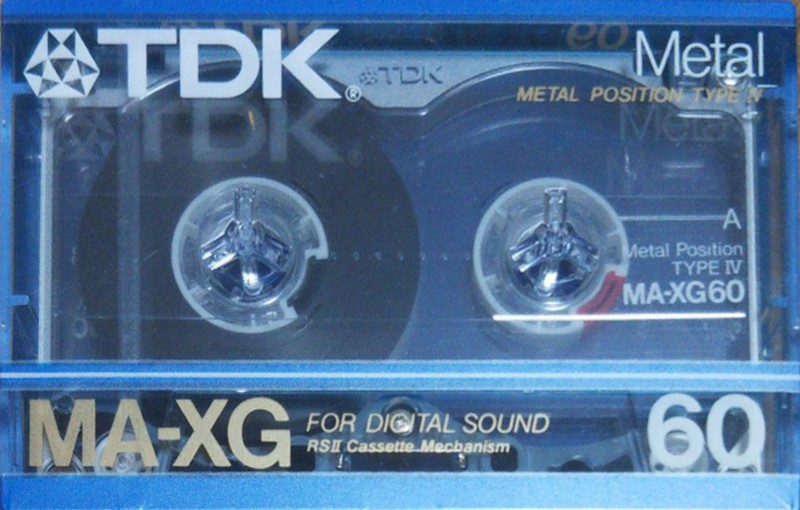 TDK®
TDK
Metal
METAL POSITION TYPE IV
A
Metal Position
TYPE IV
MA-XG60
MA-XG
FOR DIGITAL SOUND
RSII Cassette Mechanism
60